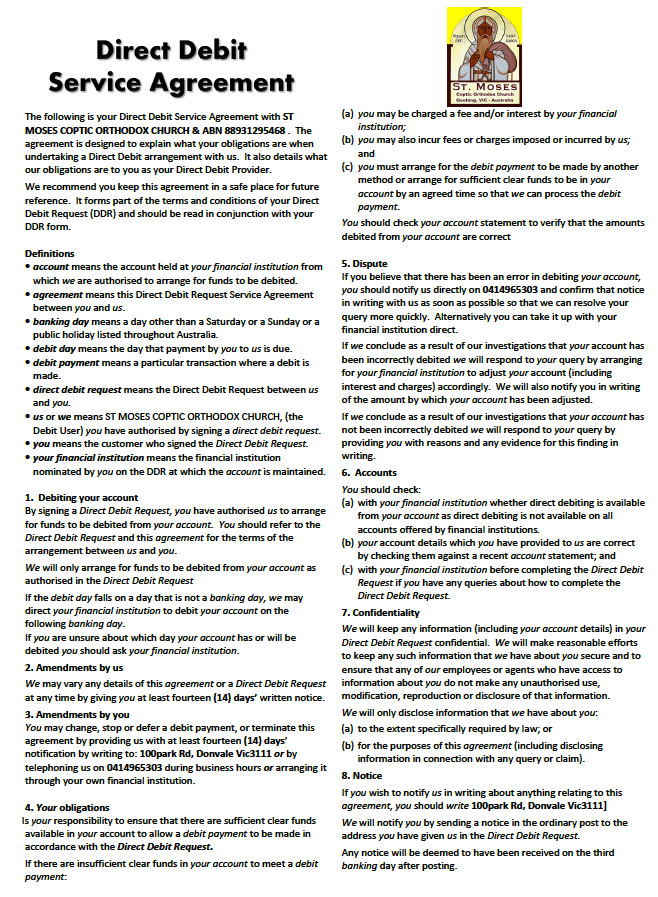 Direct Debit
Service Agreement
The following is your Direct Debit Service Agreement with ST
MOSES COPTIC ORTHODOX CHURCH & ABN 88931295468 . The
agreement is designed to explain what your obligations are when
undertaking a Direct Debit arrangement with us. It also details what
our obligations are to you as your Direct Debit Provider.
We recommend you keep this agreement in a safe place for future
reference. It forms part of the terms and conditions of your Direct
Debit Request (DDR) and should be read in conjunction with your
DDR form.
Definitions
• account means the account held at your financial institution from
which we are authorised to arrange for funds to be debited.
• agreement means this Direct Debit Request Service Agreement
between you and us.
• banking day means a day other than a Saturday or a Sunday or a
public holiday listed throughout Australia.
• debit day means the day that payment by you to us is due.
• debit payment means a particular transaction where a debit is
made.
• direct debit request means the Direct Debit Request between us
and you.
• us or we means ST MOSES COPTIC ORTHODOX CHURCH, (the
Debit User) you have authorised by signing a direct debit request.
• you means the customer who signed the Direct Debit Request.
• your financial institution means the financial institution
nominated by you on the DDR at which the account is maintained.
1. Debiting your account
By signing a Direct Debit Request, you have authorised us to arrange
for funds to be debited from your account. You should refer to the
Direct Debit Request and this agreement for the terms of the
arrangement between us and you.
We will only arrange for funds to be debited from your account as
authorised in the Direct Debit Request
If the debit day falls on a day that is not a banking day, we may
direct your financial institution to debit your account on the
following banking day.
If you are unsure about which day your account has or will be
debited you should ask your financial institution.
2. Amendments by us
We may vary any details of this agreement or a Direct Debit Request
at any time by giving you at least fourteen (14) days’ written notice.
3. Amendments by you
You may change, stop or defer a debit payment, or terminate this
agreement by providing us with at least fourteen (14) days’
notification by writing to: 100park Rd, Donvale Vic3111 or by
telephoning us on 0414965303 during business hours or arranging it
through your own financial institution.
4. Your obligations
Is your responsibility to ensure that there are sufficient clear funds
available in your account to allow a debit payment to be made in
accordance with the Direct Debit Request.
If there are insufficient clear funds in your account to meet a debit
payment:
ST. MOSES
Coptic Orthodox Church
Geelong, VIC - Australia
(a) you may be charged a fee and/or interest by your financial
institution;
(b) you may also incur fees or charges imposed or incurred by us;
and
(c) you must arrange for the debit payment to be made by another
method or arrange for sufficient clear funds to be in your
account by an agreed time so that we can process the debit
payment.
You should check your account statement to verify that the amounts
debited from your account are correct
5. Dispute
If you believe that there has been an error in debiting your account,
you should notify us directly on 0414965303 and confirm that notice
in writing with us as soon as possible so that we can resolve your
query more quickly. Alternatively you can take it up with your
financial institution direct.
If we conclude as a result of our investigations that your account has
been incorrectly debited we will respond to your query by arranging
for your financial institution to adjust your account (including
interest and charges) accordingly. We will also notify you in writing
of the amount by which your account has been adjusted.
If we conclude as a result of our investigations that your account has
not been incorrectly debited we will respond to your query by
providing you with reasons and any evidence for this finding in
writing.
6. Accounts
You should check:
(a) with your financial institution whether direct debiting is available
from your account as direct debiting is not available on all
accounts offered by financial institutions.
(b) your account details which you have provided to us are correct
by checking them against a recent account statement; and
(c) with your financial institution before completing the Direct Debit
Request if you have any queries about how to complete the
Direct Debit Request.
7. Confidentiality
We will keep any information (including your account details) in your
Direct Debit Request confidential. We will make reasonable efforts
to keep any such information that we have about you secure and to
ensure that any of our employees or agents who have access to
information about you do not make any unauthorised use,
modification, reproduction or disclosure of that information.
We will only disclose information that we have about you:
(a) to the extent specifically required by law; or
(b) for the purposes of this agreement (including disclosing
information in connection with any query or claim).
8. Notice
If you wish to notify us in writing about anything relating to this
agreement, you should write 100park Rd, Donvale Vic3111]
We will notify you by sending a notice in the ordinary post to the
address you have given us in the Direct Debit Request.
Any notice will be deemed to have been received on the third
banking day after posting.